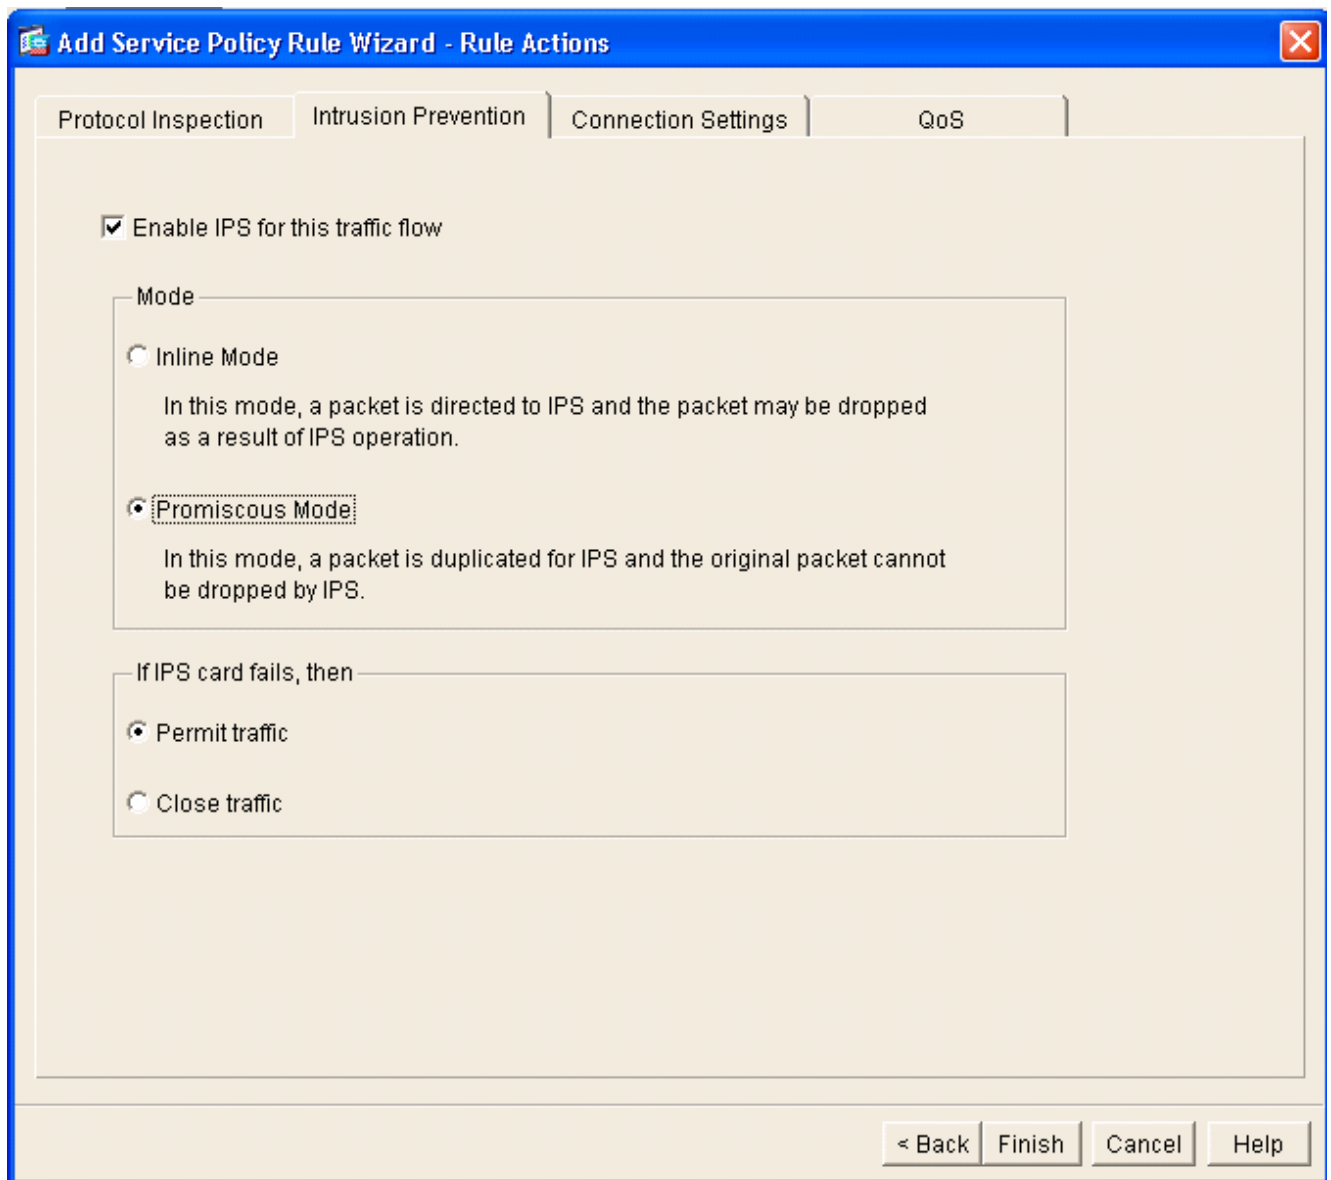 Add Service Policy Rule Wizard - Rule Actions
Protocol Inspection
Intrusion Prevention
Connection Settings
QoS
Enable IPS for this traffic flow
Mode
Inline Mode
In this mode, a packet is directed to IPS and the packet may be dropped
as a result of IPS operation.
Promiscous Mode
In this mode, a packet is duplicated for IPS and the original packet cannot
be dropped by IPS.
If IPS card fails, then
Permit traffic
Close traffic
< Back
Finish
Cancel
Help